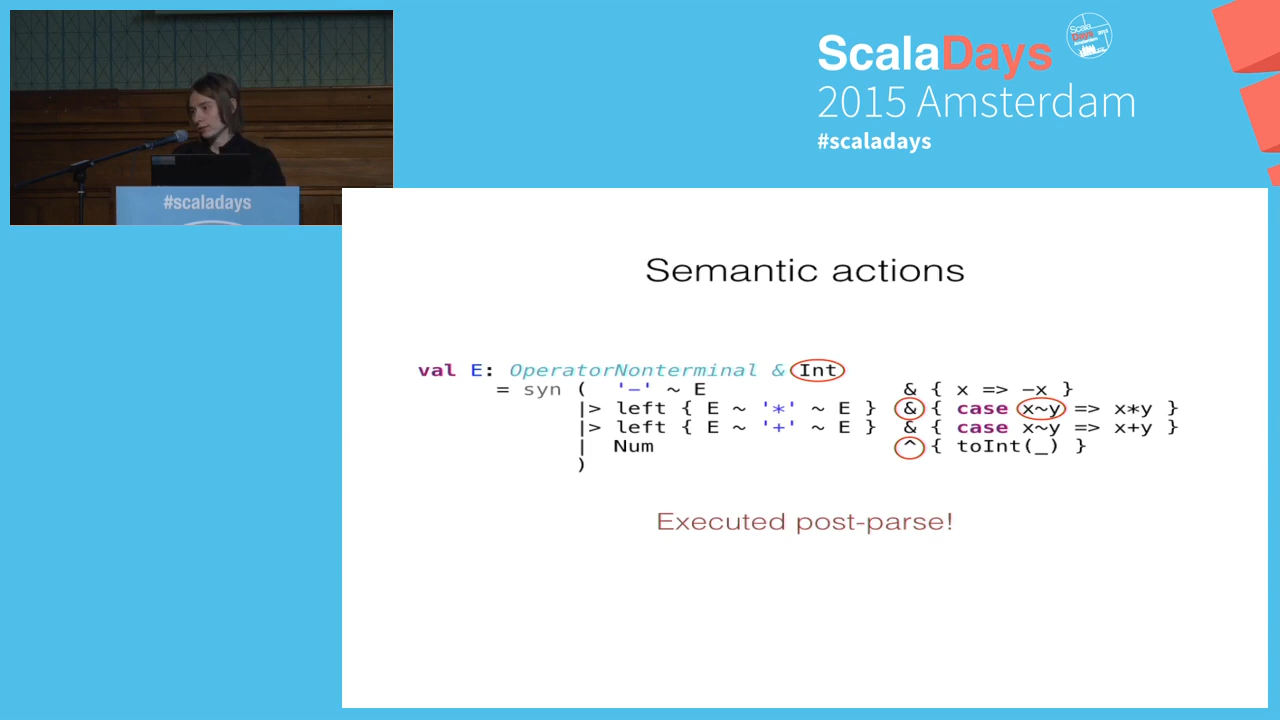 ScalaDays
2015 Amsterdam
#scaladays
#scaladays
Semantic actions
val E: OperatorNonterminal & Int
= syn ( '-' ~ E & { x => -x }
|> left { E ~ '*' ~ E } & { case x~y => x*y }
|> left { E ~ '+' ~ E } & { case x~y => x+y }
| Num ^ { toInt(_) }
)
Executed post-parse!